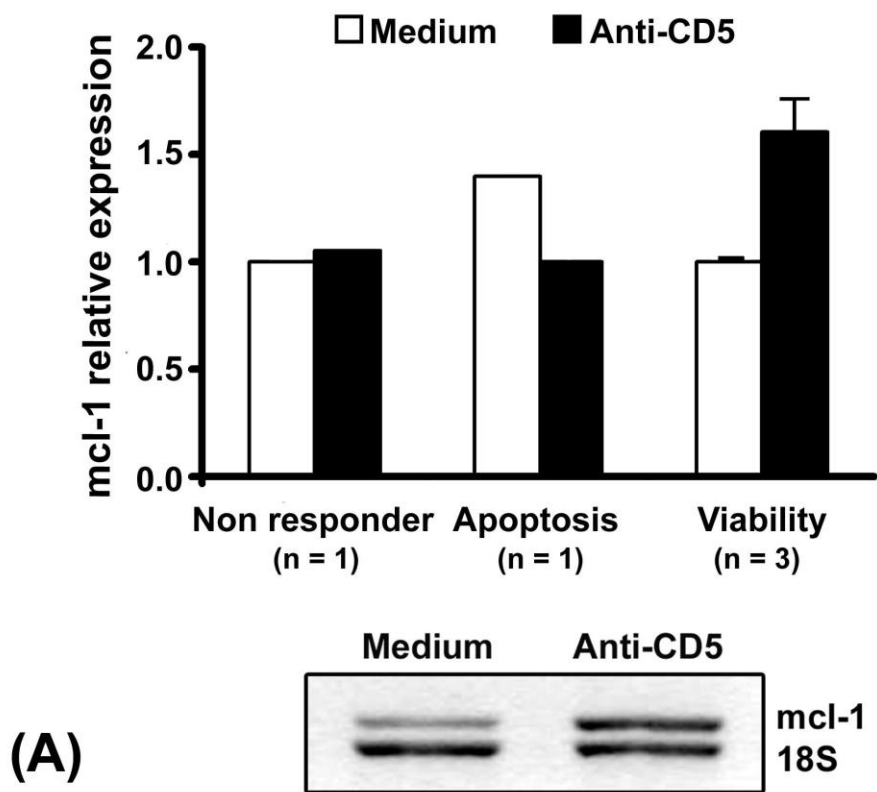 Medium Anti-CD5
mcl-1 relative expression
2.0
1.5
1.0
0.5
0.0
Non responder Apoptosis Viability
(n = 1) (n = 1) (n = 3)
Medium Anti-CD5
mcl-1
18S
(A)